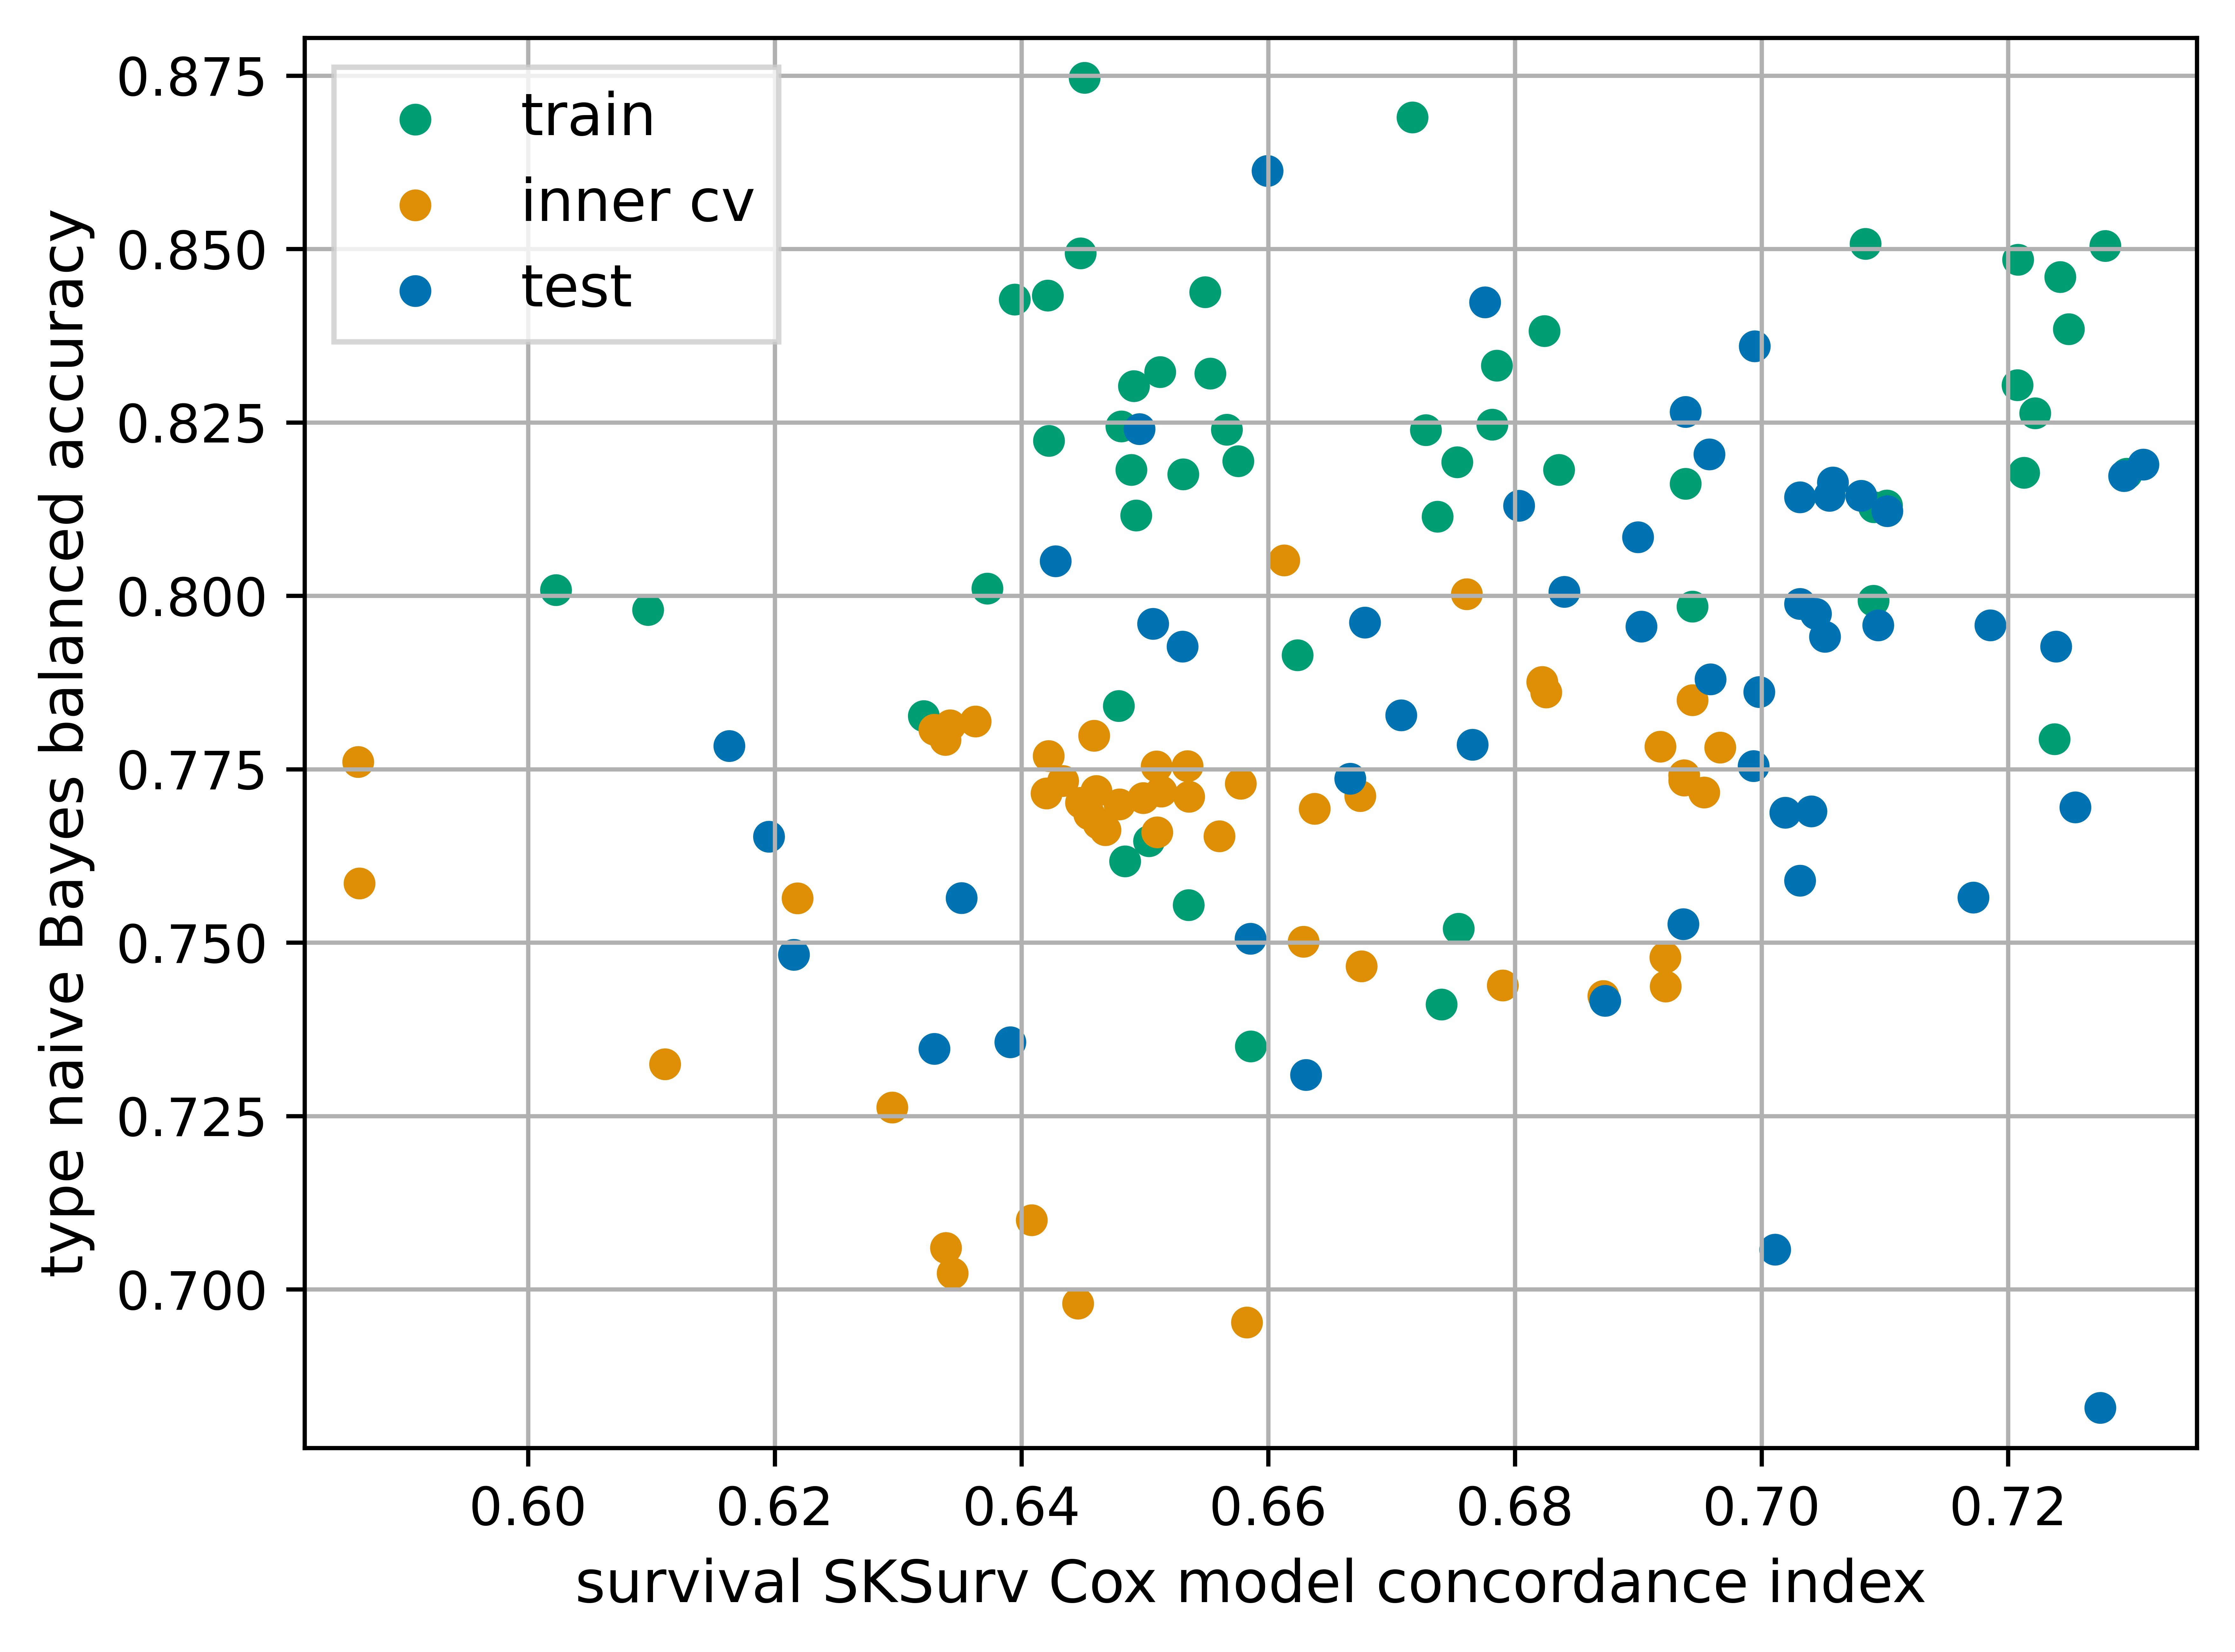 train
inner cv
test
0.875
0.850
0.825
0.800
0.775
0.750
0.725
0.700
type naive Bayes balanced accuracy
0.60 0.62 0.64 0.66 0.68 0.70 0.72
survival SKSurv Cox model concordance index